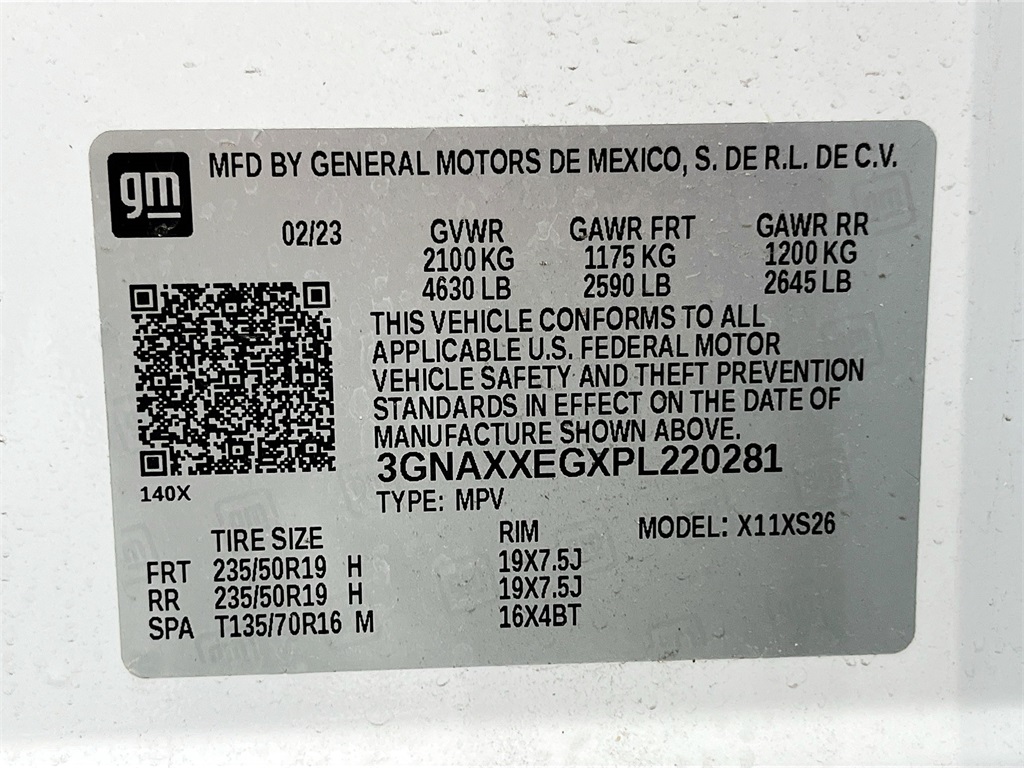 gm
MFD BY GENERAL MOTORS DE MEXICO, S. DE R.L. DE C.V.
02/23 GVWR GAWR FRT GAWR RR
2100 KG 1175 KG 1200 KG
4630 LB 2590 LB 2645 LB
THIS VEHICLE CONFORMS TO ALL
APPLICABLE U.S. FEDERAL MOTOR
VEHICLE SAFETY AND THEFT PREVENTION
STANDARDS IN EFFECT ON THE DATE OF
MANUFACTURE SHOWN ABOVE.
3GNAXXEGXPL220281
140X
TYPE: MPV
TIRE SIZE RIM MODEL: X11XS26
FRT 235/50R19 H 19X7.5J
RR 235/50R19 H 19X7.5J
SPA T135/70R16 M 16X4BT